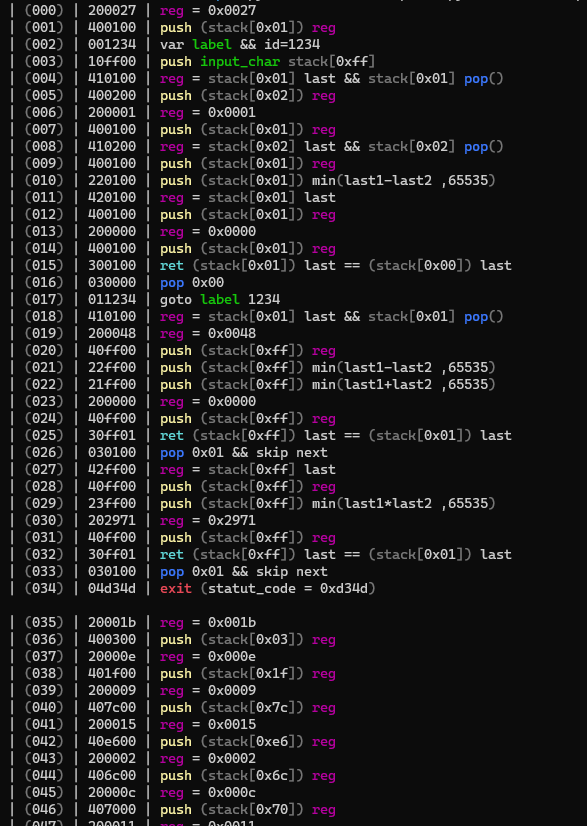 | (000) | 200027 | reg = 0x0027
| (001) | 400100 | push (stack[0x01]) reg
| (002) | 001234 | var label && id=1234
| (003) | 10ff00 | push input_char stack[0xff]
| (004) | 410100 | reg = stack[0x01] last && stack[0x01] pop()
| (005) | 400200 | push (stack[0x02]) reg
| (006) | 200001 | reg = 0x0001
| (007) | 400100 | push (stack[0x01]) reg
| (008) | 410200 | reg = stack[0x02] last && stack[0x02] pop()
| (009) | 400100 | push (stack[0x01]) reg
| (010) | 220100 | push (stack[0x01]) min(last1-last2 ,65535)
| (011) | 420100 | reg = stack[0x01] last
| (012) | 400100 | push (stack[0x01]) reg
| (013) | 200000 | reg = 0x0000
| (014) | 400100 | push (stack[0x01]) reg
| (015) | 300100 | ret (stack[0x01]) last == (stack[0x00]) last
| (016) | 030000 | pop 0x00
| (017) | 011234 | goto label 1234
| (018) | 410100 | reg = stack[0x01] last && stack[0x01] pop()
| (019) | 200048 | reg = 0x0048
| (020) | 40ff00 | push (stack[0xff]) reg
| (021) | 22ff00 | push (stack[0xff]) min(last1-last2 ,65535)
| (022) | 21ff00 | push (stack[0xff]) min(last1+last2 ,65535)
| (023) | 200000 | reg = 0x0000
| (024) | 40ff00 | push (stack[0xff]) reg
| (025) | 30ff01 | ret (stack[0xff]) last == (stack[0x01]) last
| (026) | 030100 | pop 0x01 && skip next
| (027) | 42ff00 | reg = stack[0xff] last
| (028) | 40ff00 | push (stack[0xff]) reg
| (029) | 23ff00 | push (stack[0xff]) min(last1*last2 ,65535)
| (030) | 202971 | reg = 0x2971
| (031) | 40ff00 | push (stack[0xff]) reg
| (032) | 30ff01 | ret (stack[0xff]) last == (stack[0x01]) last
| (033) | 030100 | pop 0x01 && skip next
| (034) | 04d34d | exit (statut_code = 0xd34d)
| (035) | 20001b | reg = 0x001b
| (036) | 400300 | push (stack[0x03]) reg
| (037) | 20000e | reg = 0x000e
| (038) | 401f00 | push (stack[0x1f]) reg
| (039) | 200009 | reg = 0x0009
| (040) | 407c00 | push (stack[0x7c]) reg
| (041) | 200015 | reg = 0x0015
| (042) | 40e600 | push (stack[0xe6]) reg
| (043) | 200002 | reg = 0x0002
| (044) | 406c00 | push (stack[0x6c]) reg
| (045) | 20000c | reg = 0x000c
| (046) | 407000 | push (stack[0x70]) reg
| (047) | 200011 | reg = 0x0011